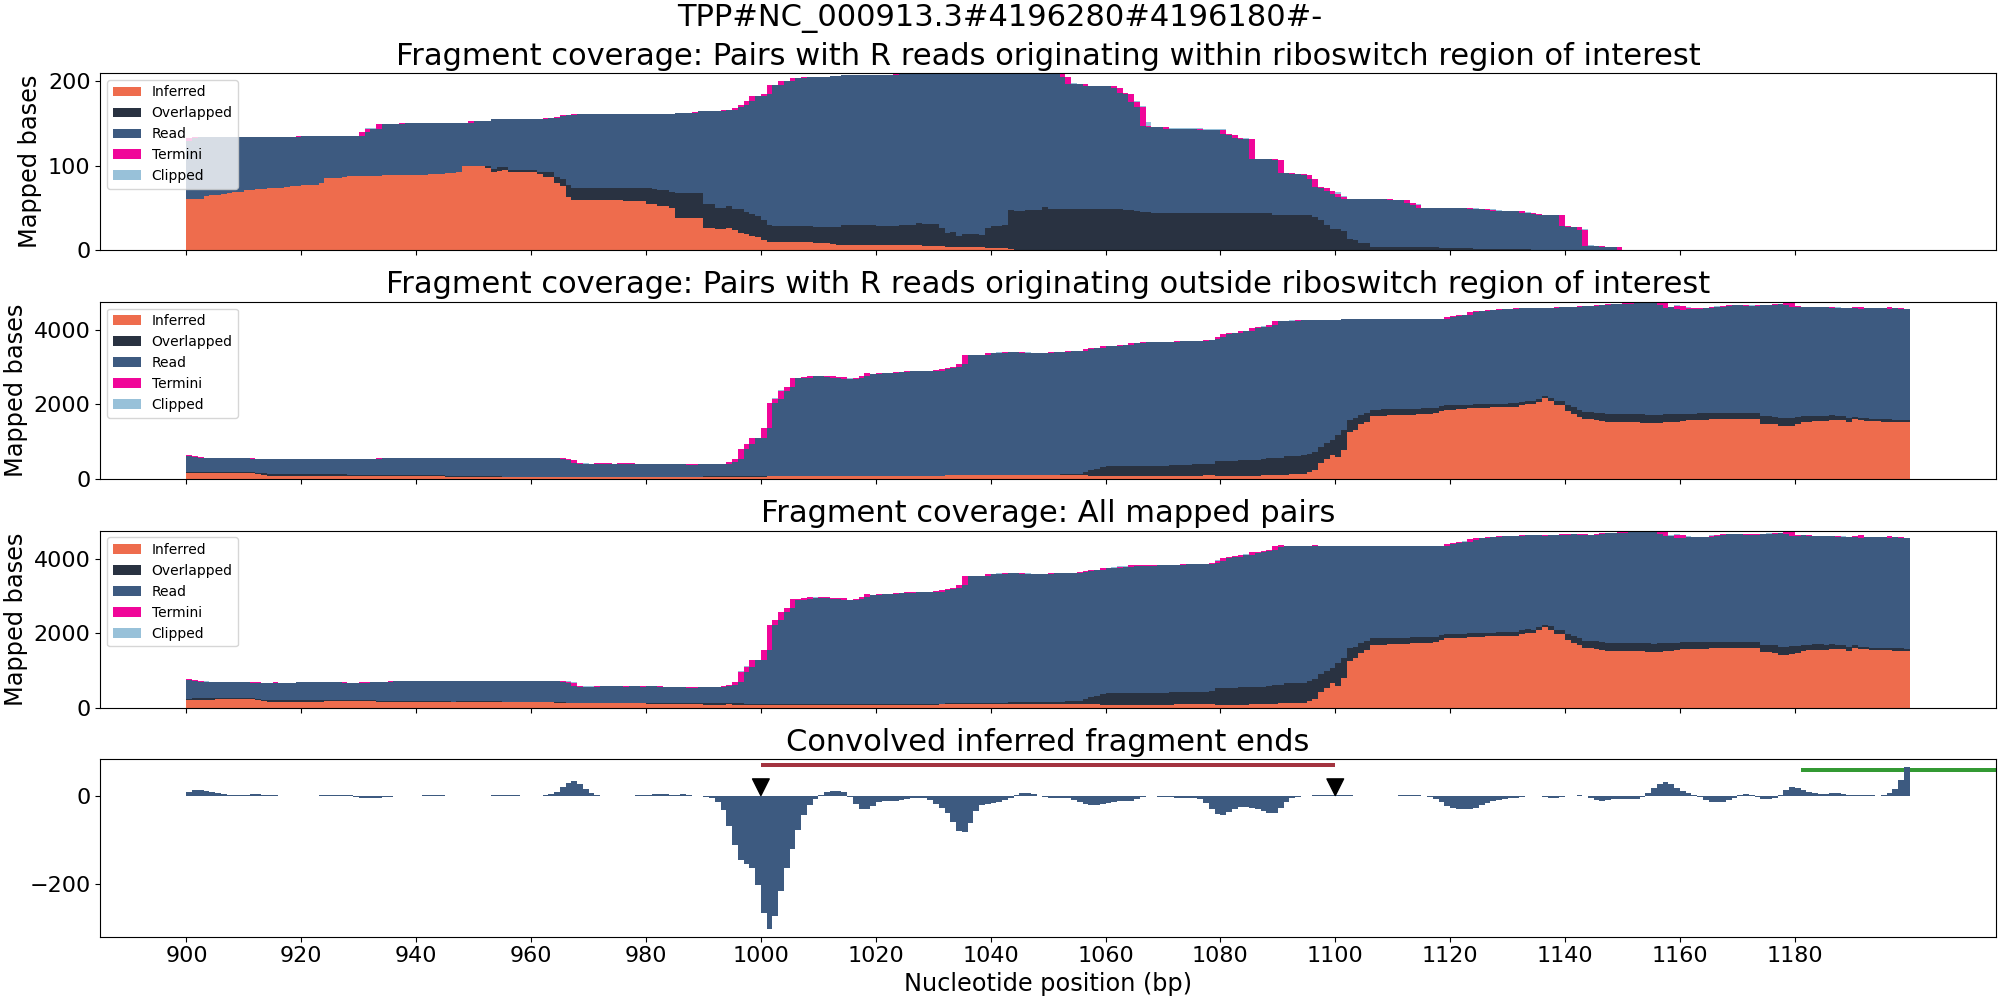 TPP#NC_000913.3#4196280#4196180#-
Fragment coverage: Pairs with R reads originating within riboswitch region of interest
Mapped bases
200
100
0
Inferred
Overlapped
Read
Termini
Clipped
Fragment coverage: Pairs with R reads originating outside riboswitch region of interest
Mapped bases
4000
2000
0
Inferred
Overlapped
Read
Termini
Clipped
Fragment coverage: All mapped pairs
Mapped bases
4000
2000
0
Inferred
Overlapped
Read
Termini
Clipped
Convolved inferred fragment ends
0
−200
900 920 940 960 980 1000 1020 1040 1060 1080 1100 1120 1140 1160 1180
Nucleotide position (bp)